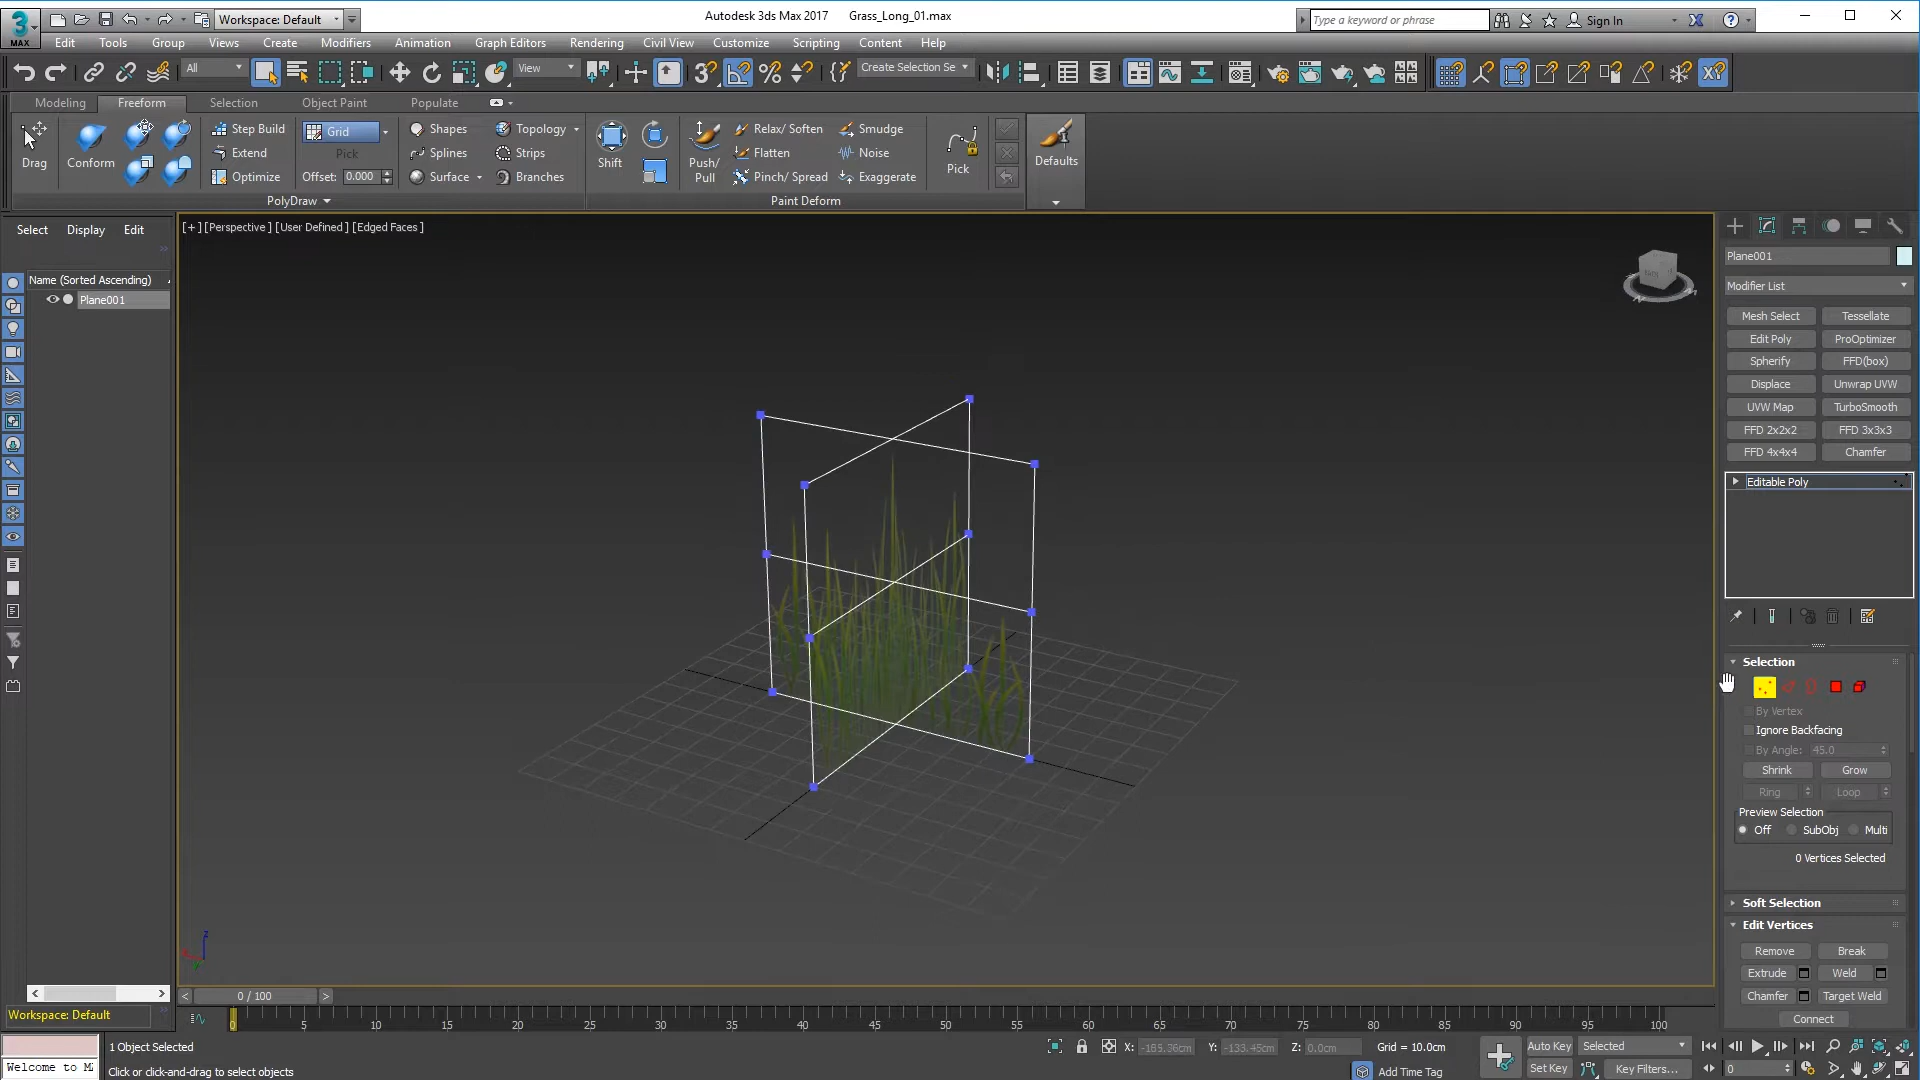 MAX
Workspace: Default
Autodesk 3ds Max 2017 Grass_Long_01.max
Type a keyword or phrase
Sign In
Edit Tools Group Views Create Modifiers Animation Graph Editors Rendering Civil View Customize Scripting Content Help
All View Create Selection Se
Modeling Freeform Selection Object Paint Populate
Drag Conform
Step Build Grid Shapes Topology
Extend Pick Splines Strips
Optimize Offset: 0.000 Surface Branches
Shift Push/ Pull
Relax/ Soften Smudge
Flatten Noise
Pinch/ Spread Exaggerate
Pick Defaults
PolyDraw Paint Deform
Select Display Edit
[+] [Perspective ] [User Defined ] [Edged Faces ]
Name (Sorted Ascending)
Plane001
Plane001
Modifier List
Mesh Select Tessellate
Edit Poly ProOptimizer
Spherify FFD(box)
Displace Unwrap UVW
UVW Map TurboSmooth
FFD 2x2x2 FFD 3x3x3
FFD 4x4x4 Chamfer
Editable Poly
Selection
By Vertex
Ignore Backfacing
By Angle: 45.0
Shrink Grow
Ring Loop
Preview Selection
Off SubObj Multi
0 Vertices Selected
Soft Selection
Edit Vertices
Remove Break
Extrude Weld
Chamfer Target Weld
Connect
z
0 / 100
Workspace: Default
0 5 10 15 20 25 30 35 40 45 50 55 60 65 70 75 80 85 90 95 100
1 Object Selected
X: -165.36cm Y: -133.45cm Z: 0.0cm Grid = 10.0cm
Auto Key Selected
Welcome to M
Click or click-and-drag to select objects
Add Time Tag
Set Key Key Filters... 0